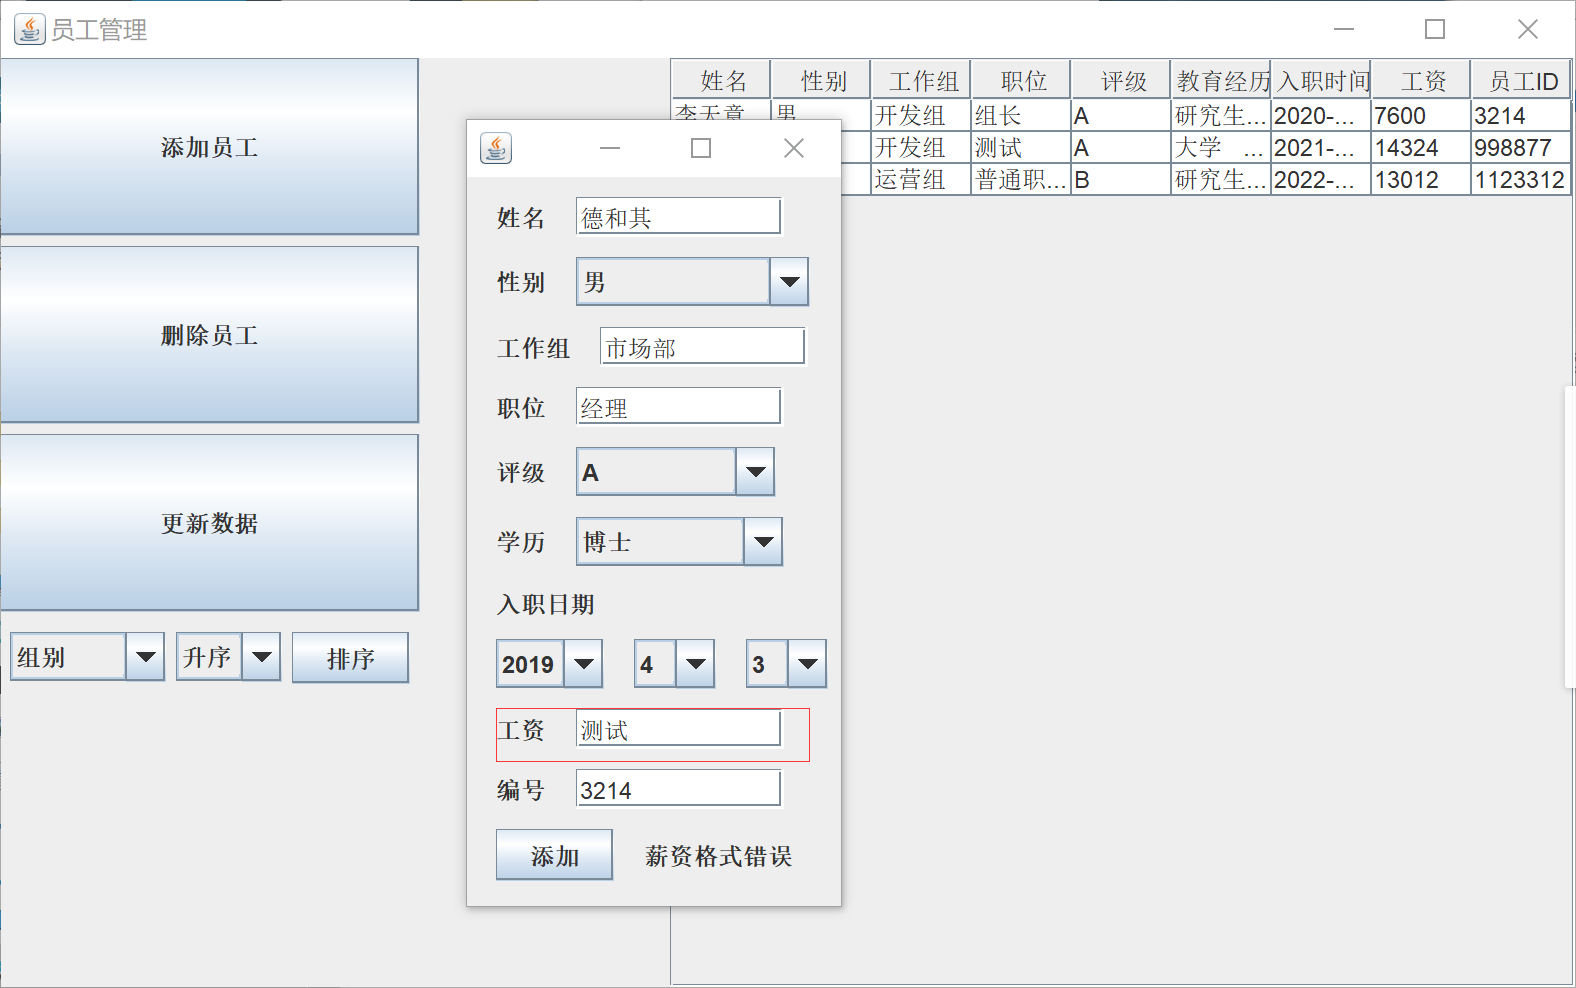 员工管理
添加员工
删除员工
更新数据
组别 升序 排序
姓名 性别 工作组 职位 评级 教育经历 入职时间 工资 员工ID
李天意 男 开发组 组长 A 研究生... 2020-... 7600 3214
开发组 测试 A 大学 ... 2021-... 14324 998877
运营组 普通职... B 研究生... 2022-... 13012 1123312
姓名 德和其
性别 男
工作组 市场部
职位 经理
评级 A
学历 博士
入职日期
2019 4 3
工资 测试
编号 3214
添加 薪资格式错误